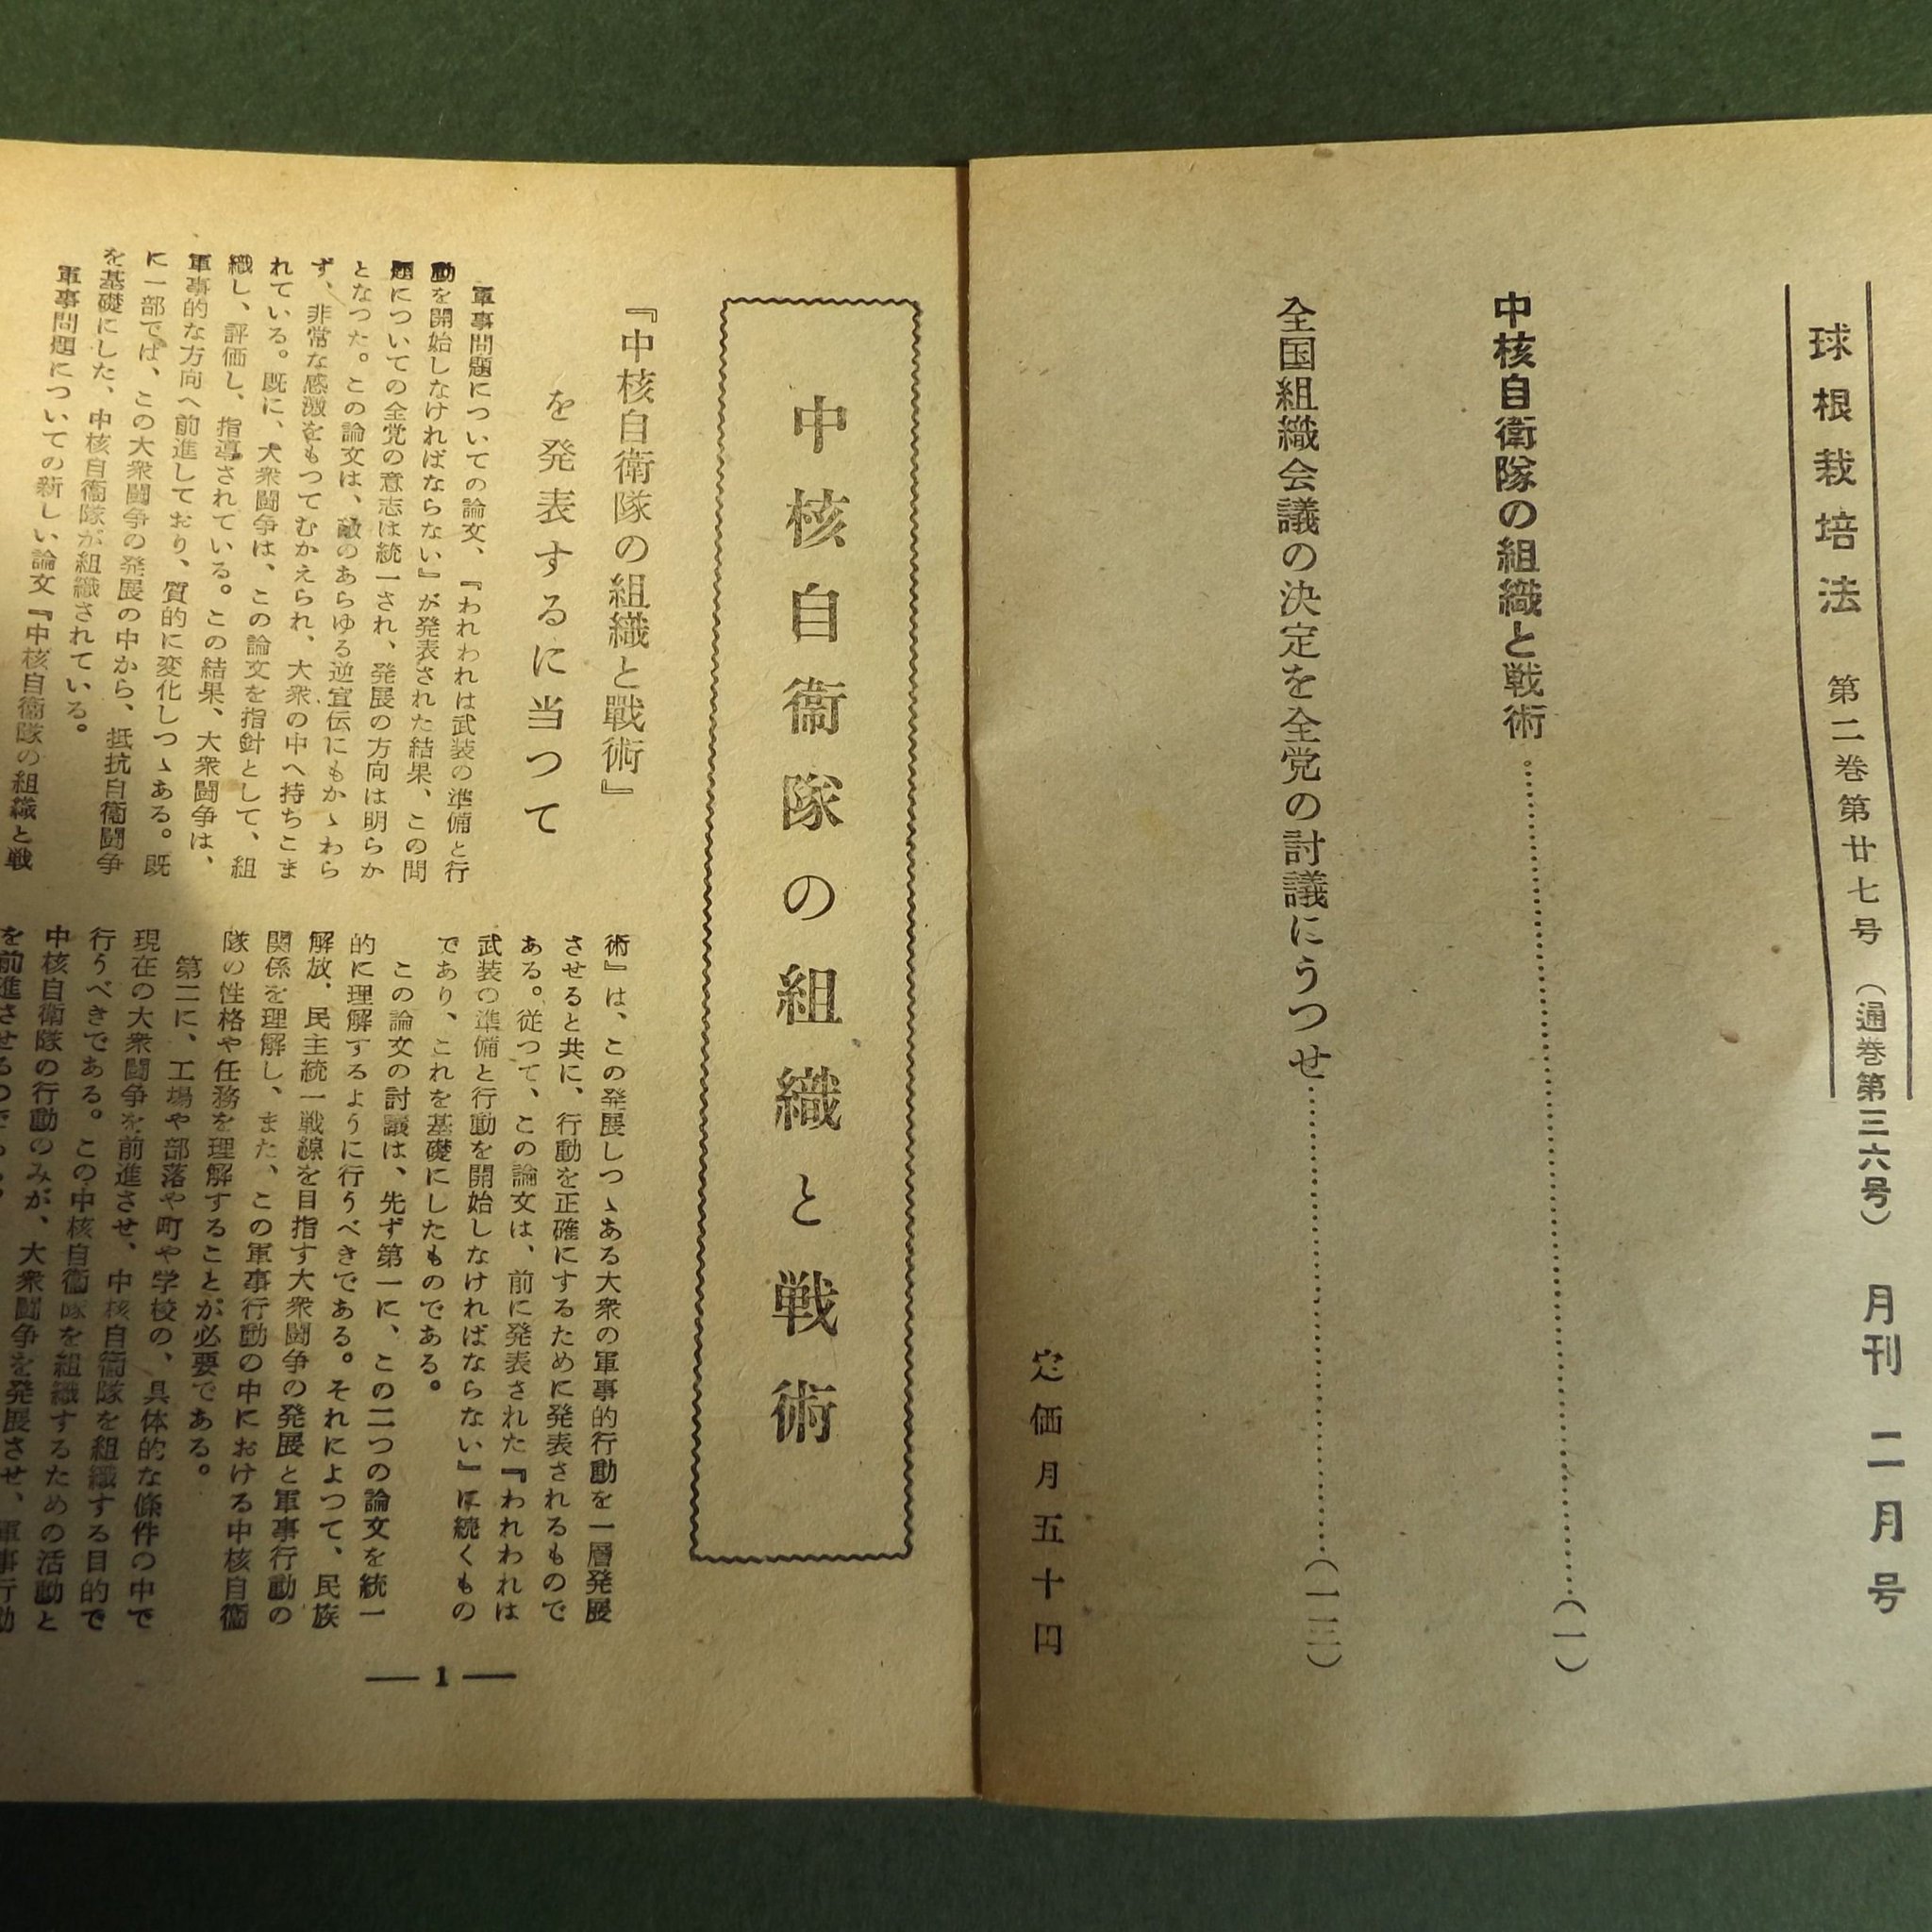 球根栽培法 第二巻第廿七号（通巻第三六号） 月刊 二月号
中核自衛隊の組織と戦術…………（一）
全国組織会議の決定を全党の討議にうつせ…………（一三）
定価月五十円
中核自衞隊の組織と戦術
『中核自衞隊の組織と戰術』
を発表するに当つて
軍事問題についての論文、『われわれは武装の準備と行
動を開始しなければならない』が発表された結果、この問
題についての全党の意志は統一され、発展の方向は明らか
となつた。この論文は、敵のあらゆる逆宣伝にもかゝわら
ず、非常な感激をもつてむかえられ、大衆の中へ持ちこま
れている。既に、大衆闘争は、この論文を指針として、組
織し、評価し、指導されている。この結果、大衆闘争は、
軍事的な方向へ前進しており、質的に変化しつゝある。既
に一部では、この大衆闘争の発展の中から、抵抗自衞闘争
を基礎にした、中核自衞隊が組織されている。
軍事問題についての新しい論文『中核自衞隊の組織と戦
術』は、この発展しつゝある大衆の軍事的行動を一層発展
させると共に、行動を正確にするために発表されるもので
ある。従つて、この論文は、前に発表された『われわれは
武装の準備と行動を開始しなければならない』に続くもの
であり、これを基礎にしたものである。
この論文の討議は、先ず第一に、この二つの論文を統一
的に理解するように行うべきである。それによつて、民族
解放、民主統一戦線を目指す大衆闘争の発展と軍事行動の
関係を理解し、また、この軍事行動の中における中核自衞
隊の性格や任務を理解することが必要である。
第二に、工場や部落や町や学校の、具体的な條件の中で
現在の大衆闘争を前進させ、中核自衞隊を組織する目的で
行うべきである。この中核自衞隊を組織するための活動と
中核自衞隊の行動のみが、大衆闘争を発展させ、軍事行動
を前進させるの
— 1 —